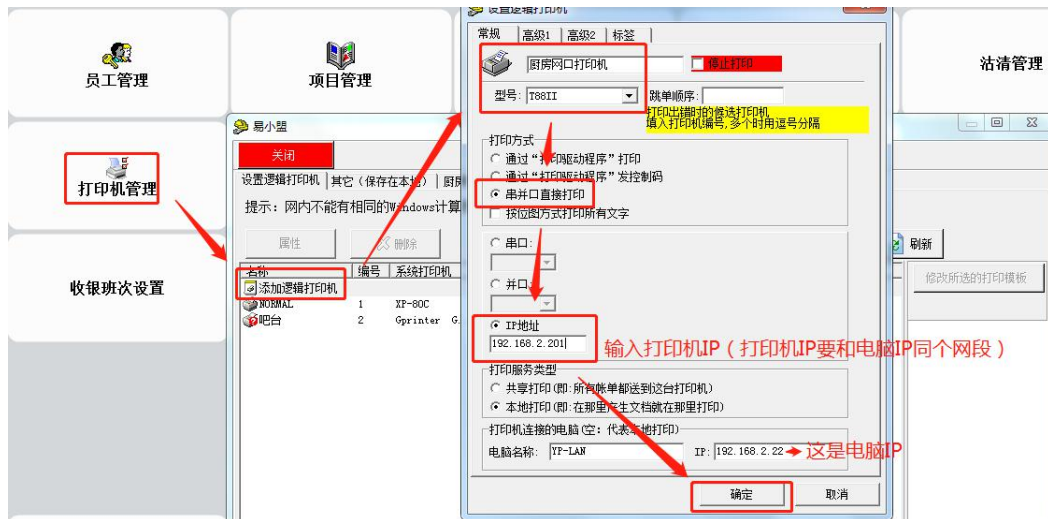 设置逻辑打印机
常规 高级1 高级2 标签
员工管理
项目管理
沽清管理
厨房网口打印机
停止打印
型号: T88II
跳单顺序:
打印出错时的候选打印机
填入打印机编号,多个时用逗号分隔
易小盟
关闭
打印机管理
设置逻辑打印机 其它（保存在本地） 厨房
提示：网内不能有相同的Windows计算
属性
删除
刷新
名称 编号 系统打印机
添加逻辑打印机
NORMAL 1 XP-80C
吧台 2 Gprinter G
修改所选的打印模板
收银班次设置
打印方式
通过“打印驱动程序”打印
通过“打印驱动程序”发控制码
串并口直接打印
按位图方式打印所有文字
串口:
并口:
IP地址
192.168.2.201
输入打印机IP（打印机IP要和电脑IP同个网段）
打印服务类型
共享打印(即:所有帐单都送到这台打印机)
本地打印(即:在那里产生文档就在那里打印)
打印机连接的电脑(空: 代表本地打印)
电脑名称: YP-LAN
IP: 192.168.2.22
这是电脑IP
确定
取消